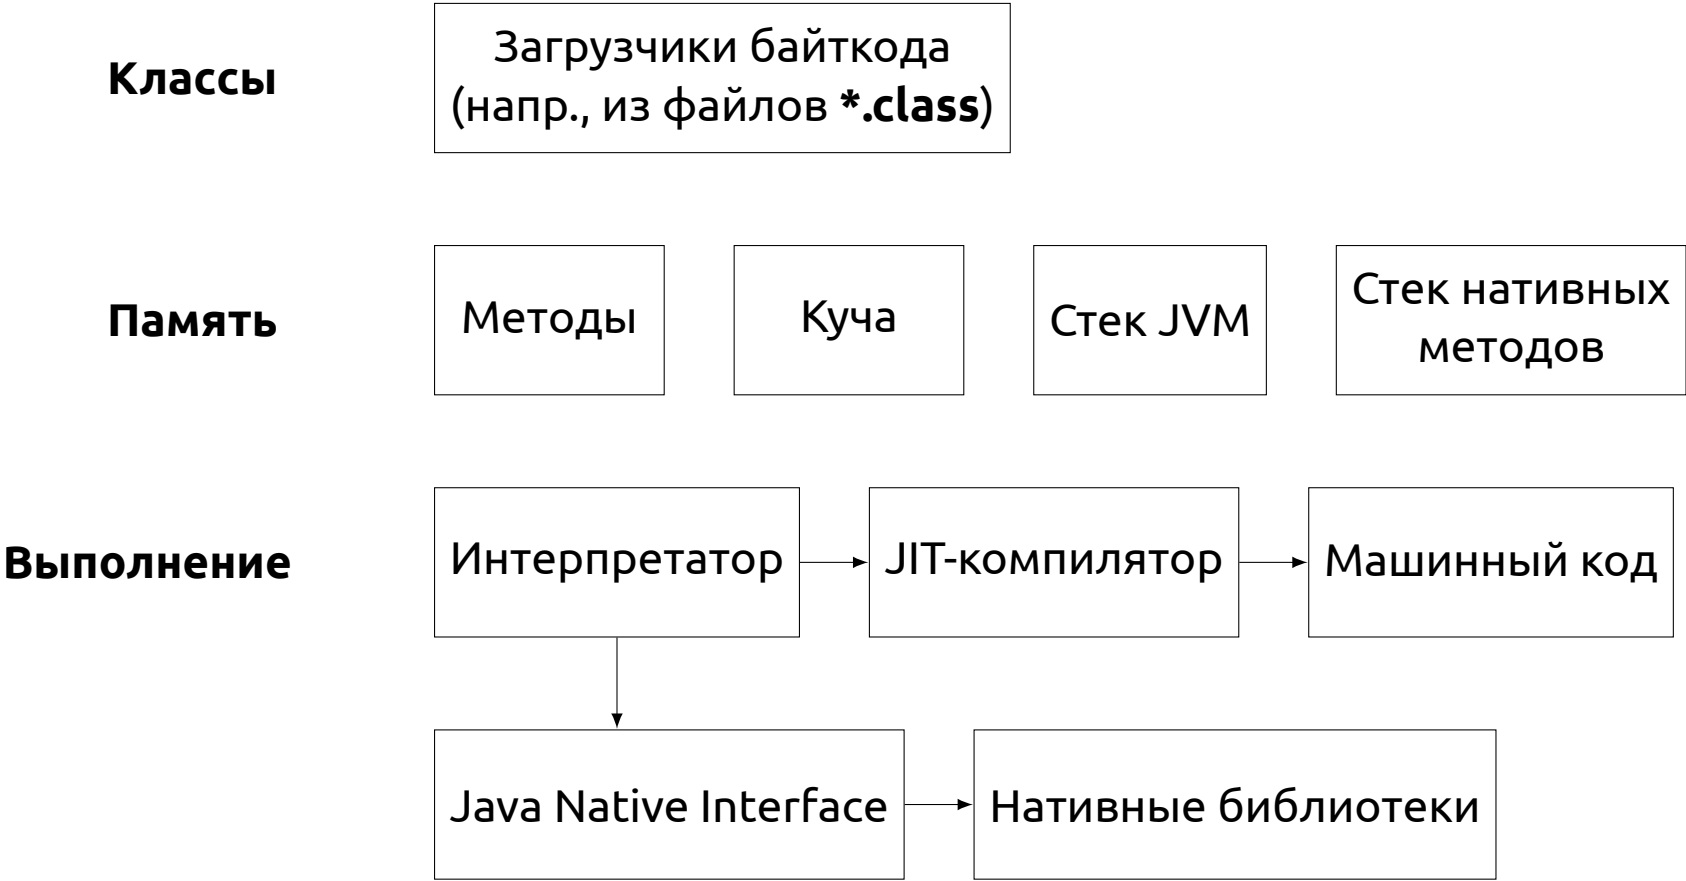 Классы
Загрузчики байткода
(напр., из файлов *.class)
Память
Методы
Куча
Стек JVM
Стек нативных
методов
Выполнение
Интерпретатор
JIT-компилятор
Машинный код
Java Native Interface
Нативные библиотеки